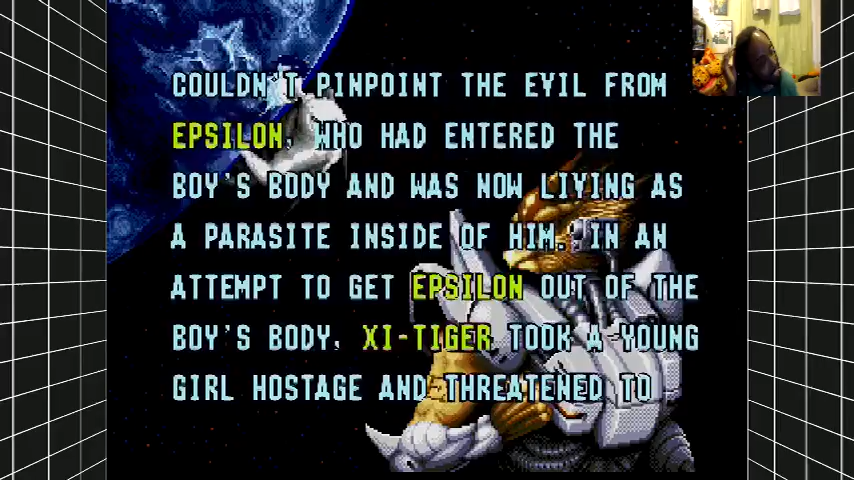 COULDN'T PINPOINT THE EVIL FROM
EPSILON, WHO HAD ENTERED THE
BOY'S BODY AND WAS NOW LIVING AS
A PARASITE INSIDE OF HIM. IN AN
ATTEMPT TO GET EPSILON OUT OF THE
BOY'S BODY, XI-TIGER TOOK A YOUNG
GIRL HOSTAGE AND THREATENED TO